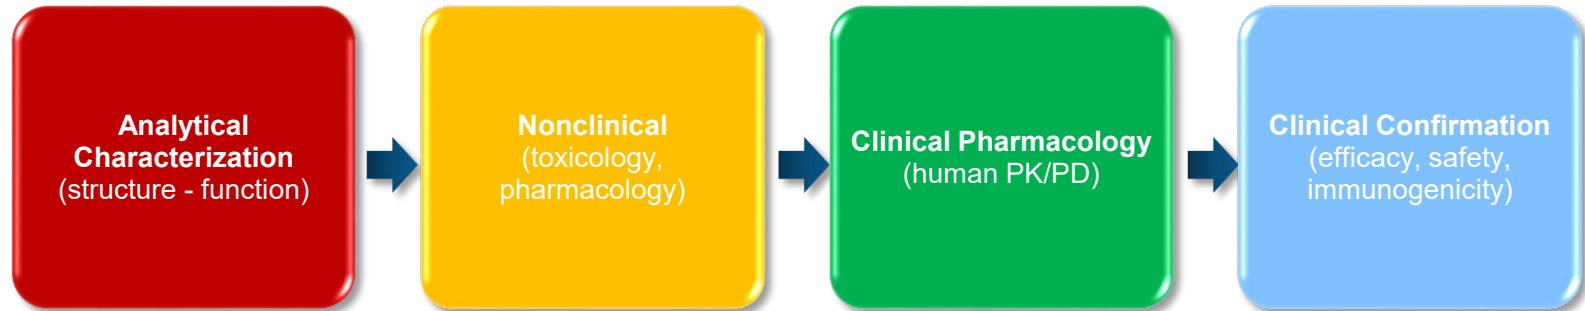 Analytical
Characterization
(structure - function)
Nonclinical
(toxicology,
pharmacology)
Clinical Pharmacology
(human PK/PD)
Clinical Confirmation
(efficacy, safety,
immunogenicity)